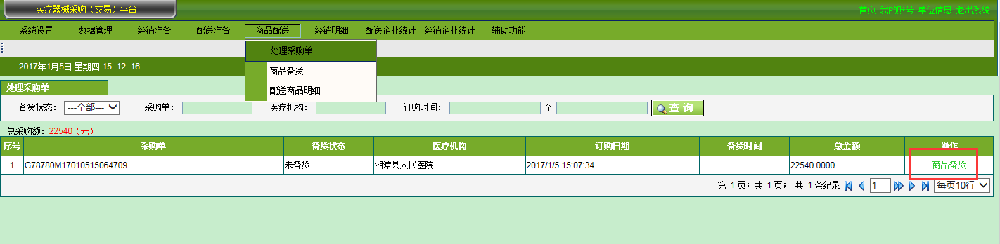 医疗器械采购（交易）平台
首页 我的账号 单位信息 退出系统
系统设置 数据管理 经销准备 配送准备 商品配送 经销明细 配送企业统计 经销企业统计 辅助功能
处理采购单
商品备货
配送商品明细
2017年1月5日 星期四 15: 12: 16
处理采购单
备货状态： ---全部--- 采购单： 医疗机构： 订购时间： 至 查 询
总采购额：22540（元）
序号 采购单 备货状态 医疗机构 订购日期 备货时间 总金额 操作
1 G78780M17010515064709 未备货 湘潭县人民医院 2017/1/5 15:07:34 22540.0000 商品备货
第 1页；共 1页； 共 1条纪录 1 每页10行